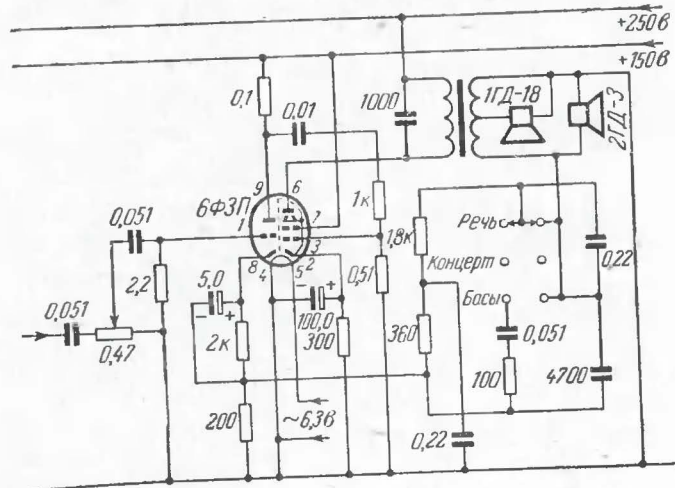 +250в
+150в
0,1
0,01
1000
1ГД-18
2ГД-3
9
6
6Ф3П
1
7
3
8
4
5
2
1к
0,051
2,2
0,051
0,47
5,0
−
+
2к
200
−
+
100,0
300
~6,3в
0,51
1,8к
360
0,22
Речь
Концерт
Басы
0,22
0,051
100
4700